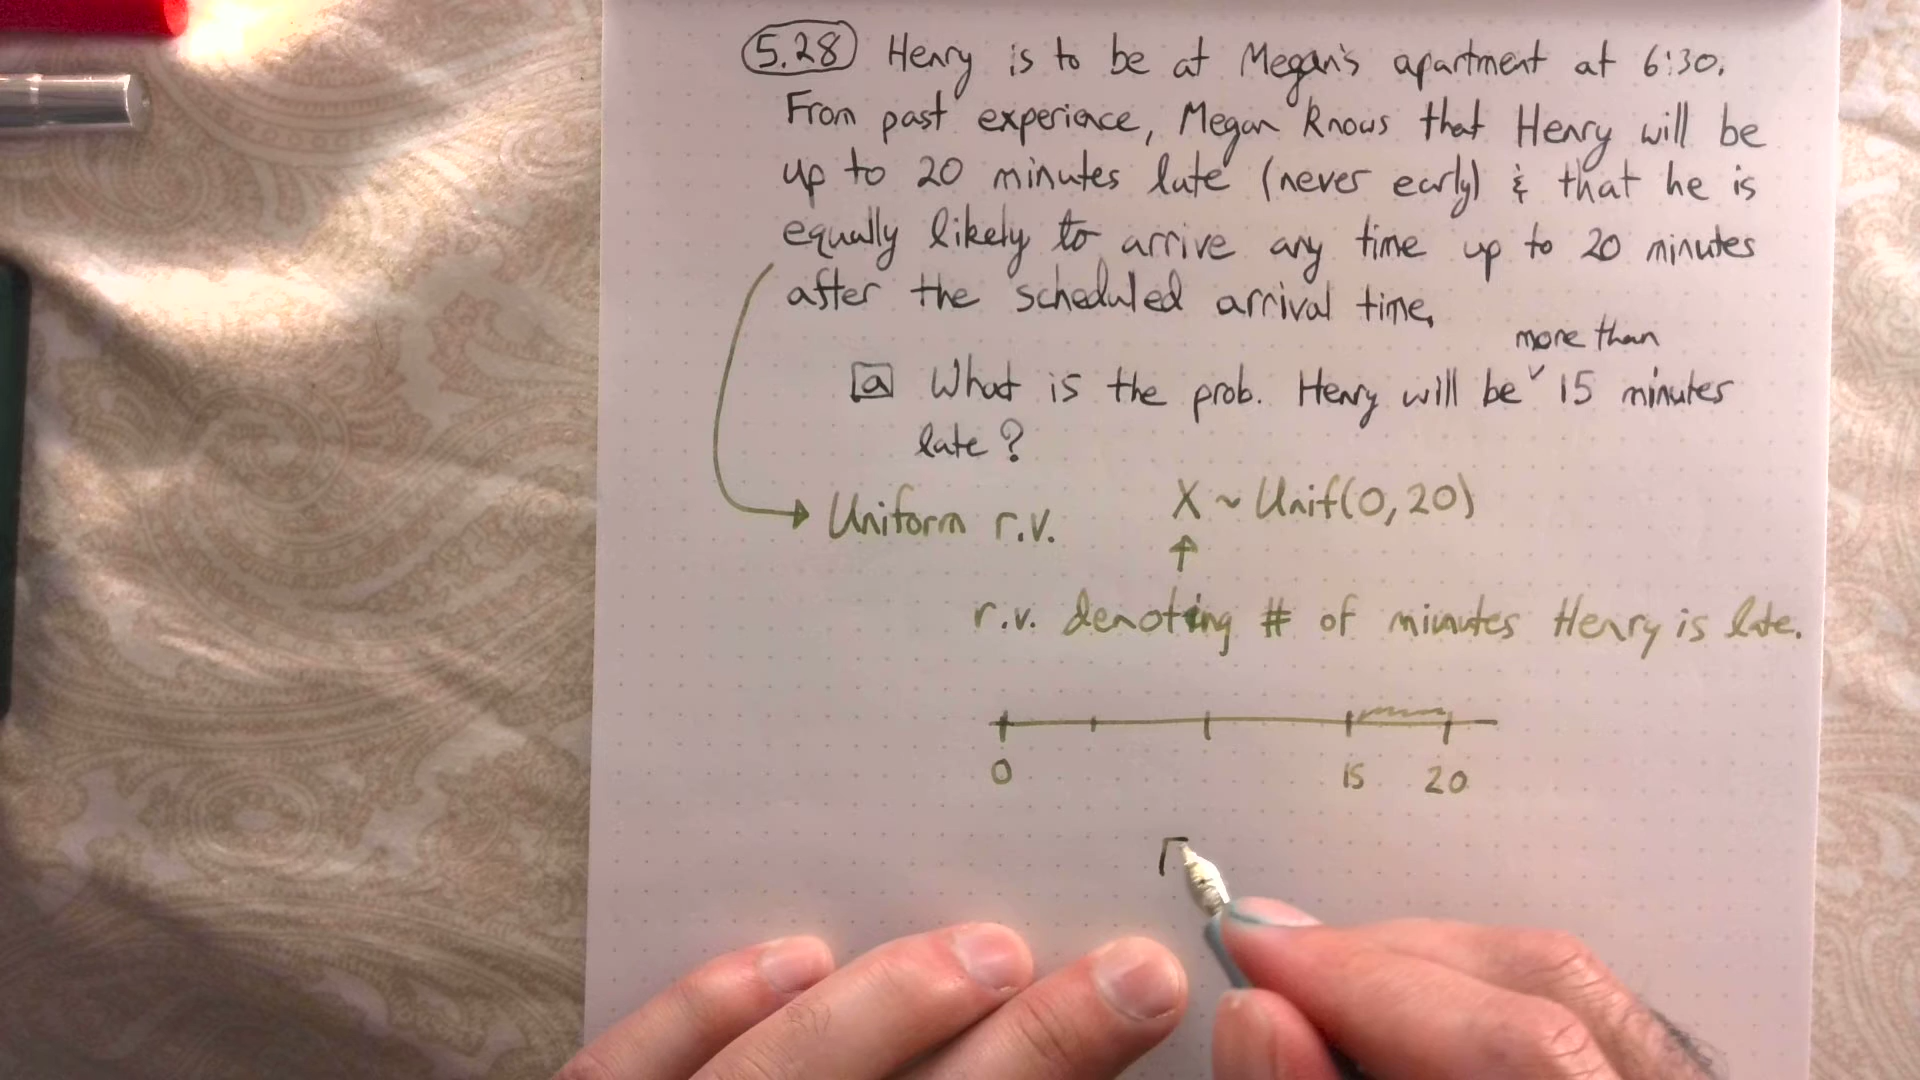 5.28 Henry is to be at Megan's apartment at 6:30.
From past experience, Megan knows that Henry will be
up to 20 minutes late (never early) & that he is
equally likely to arrive any time up to 20 minutes
after the scheduled arrival time.
more than
a What is the prob. Henry will be ˅ 15 minutes
late?
Uniform r.v. X ~ Unif(0, 20)
r.v. denoting # of minutes Henry is late.
0 15 20